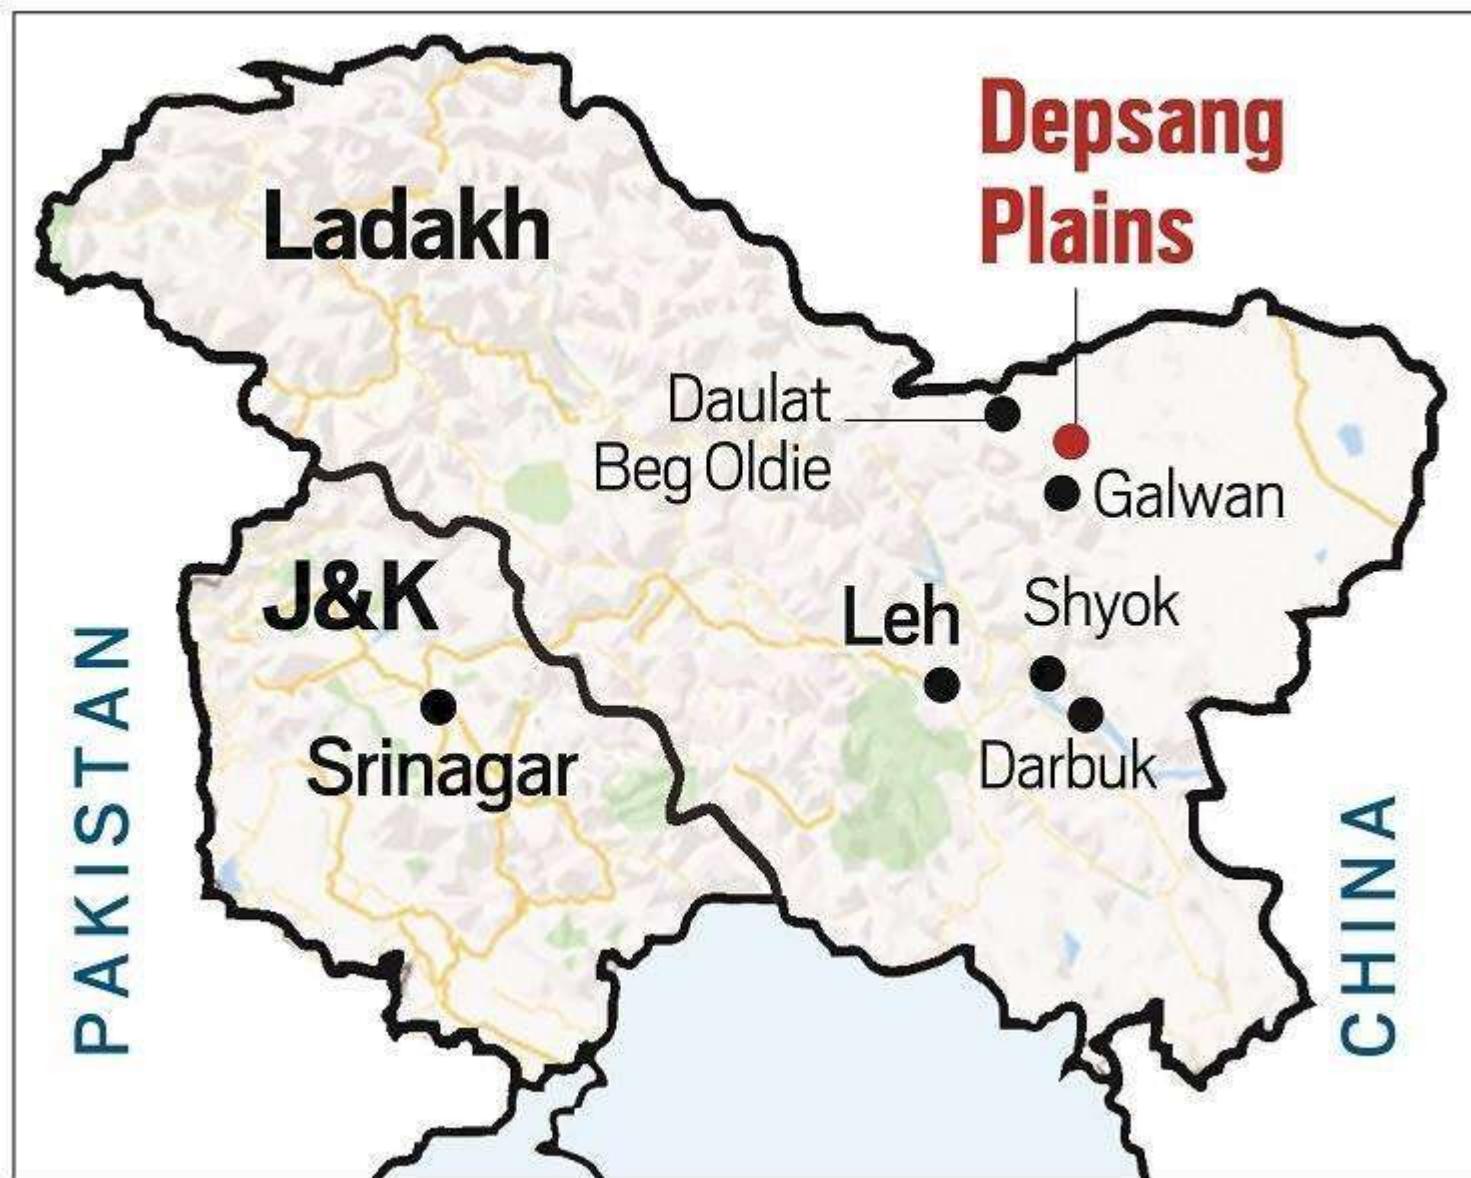 Depsang
Plains
Ladakh
Daulat
Beg Oldie
Galwan
J&K
Leh
Shyok
Srinagar
Darbuk
PAKISTAN
CHINA